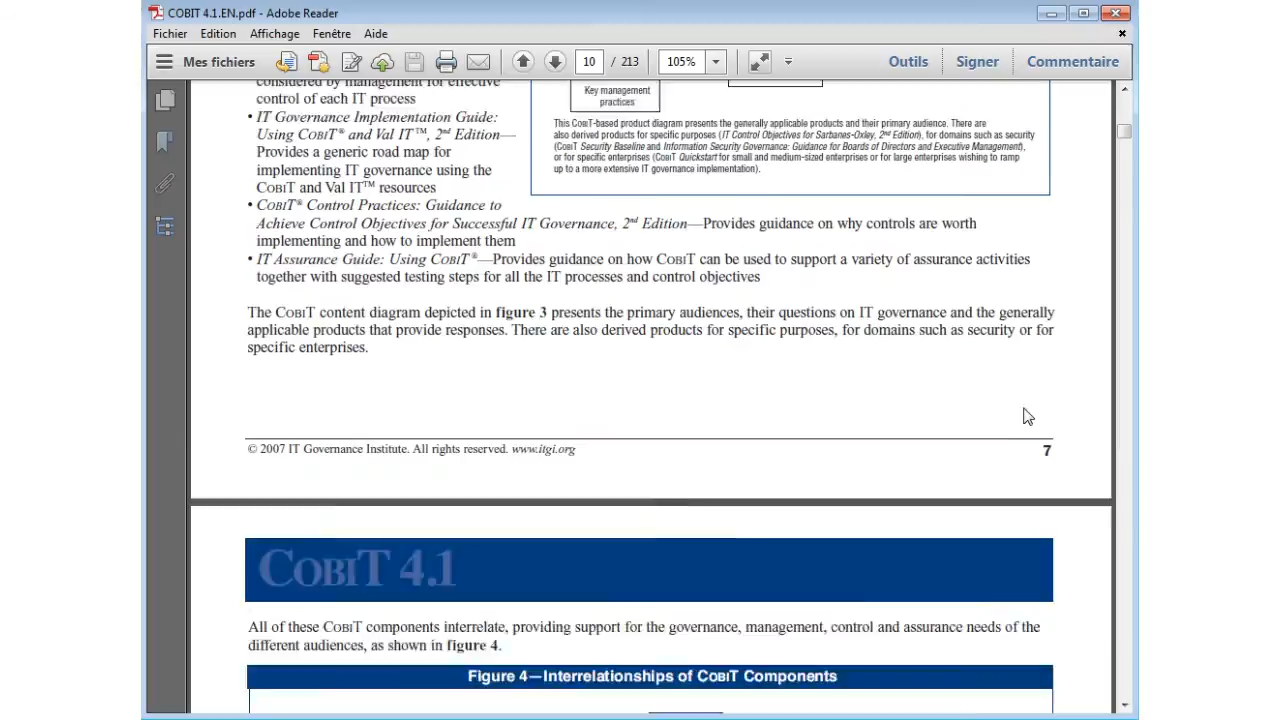 COBIT 4.1.EN.pdf - Adobe Reader
Fichier Edition Affichage Fenêtre Aide
Mes fichiers 10 / 213 105% Outils Signer Commentaire
considered by management for effective
control of each IT process
• IT Governance Implementation Guide:
Using COBIT® and Val IT™, 2nd Edition—
Provides a generic road map for
implementing IT governance using the
COBIT and Val IT™ resources
• COBIT® Control Practices: Guidance to
Achieve Control Objectives for Successful IT Governance, 2nd Edition—Provides guidance on why controls are worth
implementing and how to implement them
• IT Assurance Guide: Using COBIT®—Provides guidance on how COBIT can be used to support a variety of assurance activities
together with suggested testing steps for all the IT processes and control objectives
Key management
practices
This COBIT-based product diagram presents the generally applicable products and their primary audience. There are
also derived products for specific purposes (IT Control Objectives for Sarbanes-Oxley, 2nd Edition), for domains such as security
(COBIT Security Baseline and Information Security Governance: Guidance for Boards of Directors and Executive Management),
or for specific enterprises (COBIT Quickstart for small and medium-sized enterprises or for large enterprises wishing to ramp
up to a more extensive IT governance implementation).
The COBIT content diagram depicted in figure 3 presents the primary audiences, their questions on IT governance and the generally
applicable products that provide responses. There are also derived products for specific purposes, for domains such as security or for
specific enterprises.
© 2007 IT Governance Institute. All rights reserved. www.itgi.org 7
COBIT 4.1
All of these COBIT components interrelate, providing support for the governance, management, control and assurance needs of the
different audiences, as shown in figure 4.
Figure 4—Interrelationships of COBIT Components